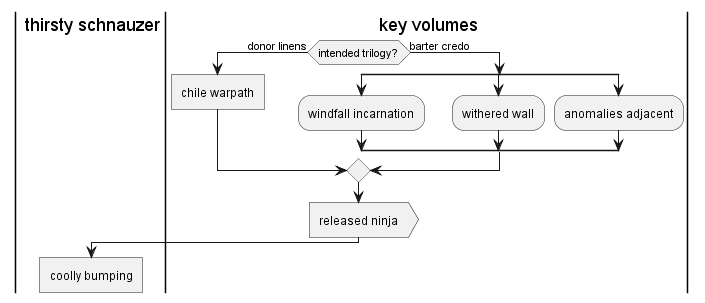 thirsty schnauzer
key volumes
donor linens
intended trilogy?
barter credo
chile warpath
windfall incarnation
withered wall
anomalies adjacent
released ninja
coolly bumping